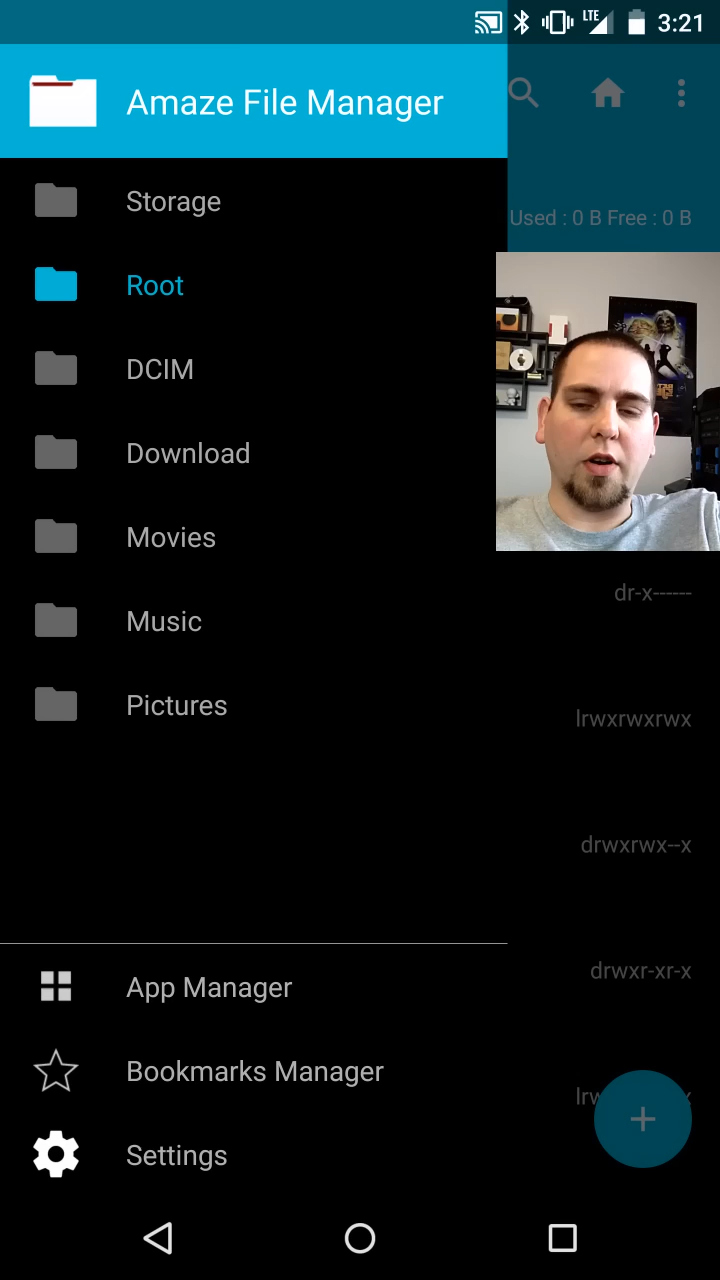 LTE 3:21
Amaze File Manager
Used : 0 B Free : 0 B
Storage
Root
DCIM
Download
Movies
Music
Pictures
dr-x------
lrwxrwxrwx
drwxrwx--x
drwxr-xr-x
App Manager
Bookmarks Manager
Settings